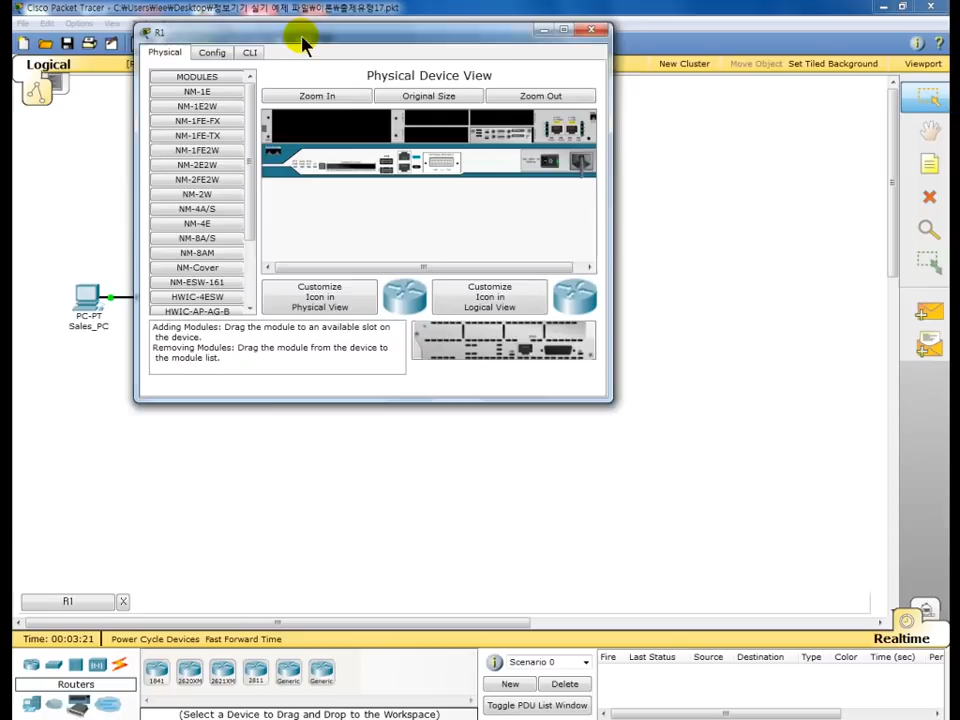 Cisco Packet Tracer - C:₩Users₩lee₩Desktop₩정보기기 실기 예제 파일₩이론₩출제유형17.pkt
File Edit Options View
R1
Physical Config CLI
Logical
New Cluster Move Object Set Tiled Background Viewport
MODULES
NM-1E
NM-1E2W
NM-1FE-FX
NM-1FE-TX
NM-1FE2W
NM-2E2W
NM-2FE2W
NM-2W
NM-4A/S
NM-4E
NM-8A/S
NM-8AM
NM-Cover
NM-ESW-161
HWIC-4ESW
HWIC-AP-AG-B
Physical Device View
Zoom In Original Size Zoom Out
Customize
Icon in
Physical View
Customize
Icon in
Logical View
Adding Modules: Drag the module to an available slot on
the device.
Removing Modules: Drag the module from the device to
the module list.
PC-PT
Sales_PC
R1 X
Time: 00:03:21 Power Cycle Devices Fast Forward Time
Realtime
Routers
1841 2620XM 2621XM 2811 Generic Generic
(Select a Device to Drag and Drop to the Workspace)
Scenario 0
New Delete
Toggle PDU List Window
Fire Last Status Source Destination Type Color Time (sec) Per